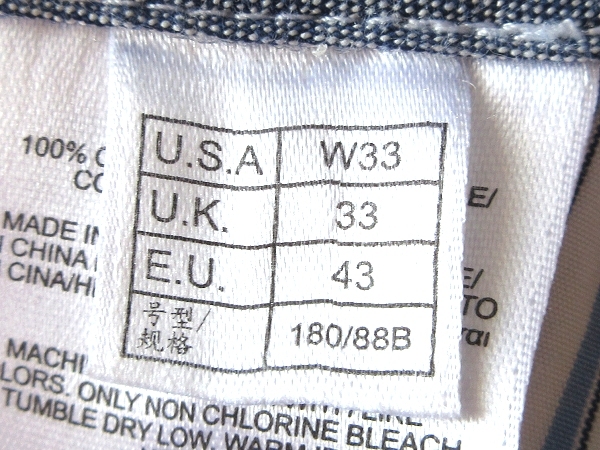 U.S.A W33
U.K. 33
E.U. 43
号型/ 180/88B
规格
100%
MADE IN
CHINA
CINA/
E/
E/
TO
MACHI
LORS. ONLY NON CHLORINE BLEACH
TUMBLE DRY LOW. WARM